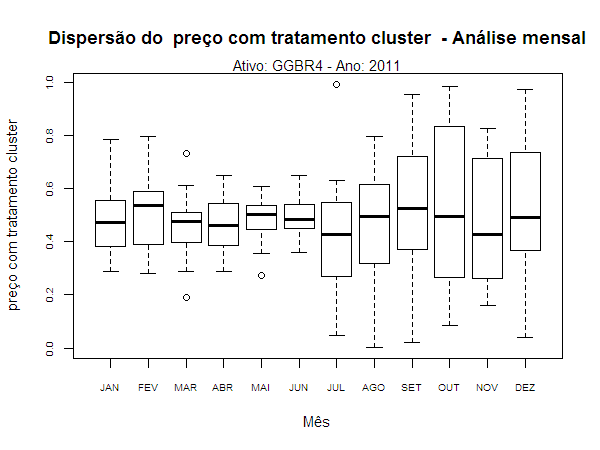 Dispersão do  preço com tratamento cluster  - Análise mensal
Ativo: GGBR4 - Ano: 2011
preço com tratamento cluster
1.0
0.8
0.6
0.4
0.2
0.0
JAN FEV MAR ABR MAI JUN JUL AGO SET OUT NOV DEZ
Mês